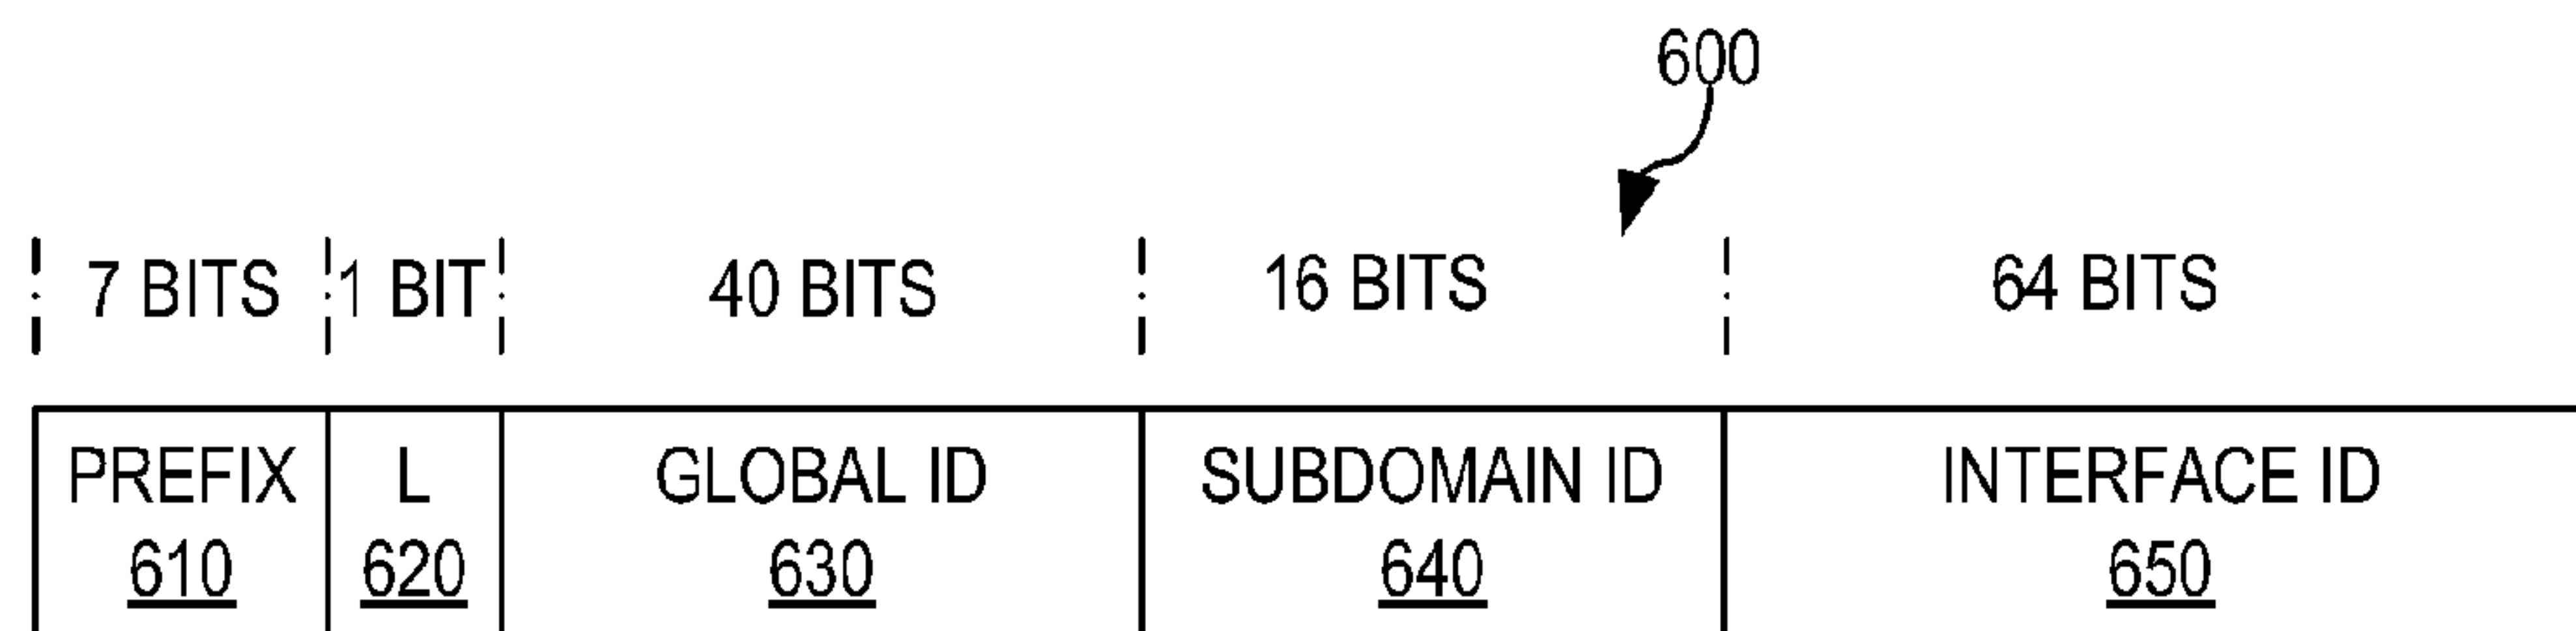 600
7 BITS 1 BIT 40 BITS 16 BITS 64 BITS
PREFIX L GLOBAL ID SUBDOMAIN ID INTERFACE ID
610 620 630 640 650